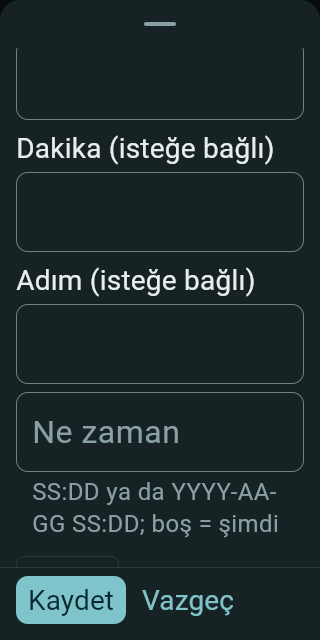 Dakika (isteğe bağlı)
Adım (isteğe bağlı)
Ne zaman
SS:DD ya da YYYY-AA-
GG SS:DD; boş = şimdi
Kaydet
Vazgeç